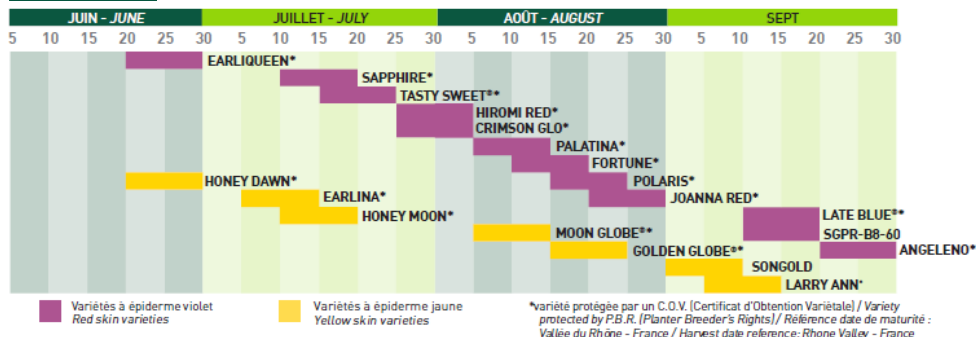 JUIN - JUNE JUILLET - JULY AOÛT - AUGUST SEPT
5 10 15 20 25 30 5 10 15 20 25 30 5 10 15 20 25 30 5 10 15 20 25 30
EARLIQUEEN*
SAPPHIRE*
TASTY SWEET®*
HIROMI RED*
CRIMSON GLO*
PALATINA*
FORTUNE*
HONEY DAWN* POLARIS*
EARLINA* JOANNA RED*
HONEY MOON* LATE BLUE®*
MOON GLOBE®* SGPR-B8-60
GOLDEN GLOBE®* ANGELENO*
SONGOLD
LARRY ANN*
Variétés à épiderme violet
Red skin varieties
Variétés à épiderme jaune
Yellow skin varieties
*variété protégée par un C.O.V. (Certificat d'Obtention Variétale) / Variety
protected by P.B.R. (Planter Breeder's Rights) / Référence date de maturité :
Vallée du Rhône - France / Harvest date reference: Rhone Valley - France